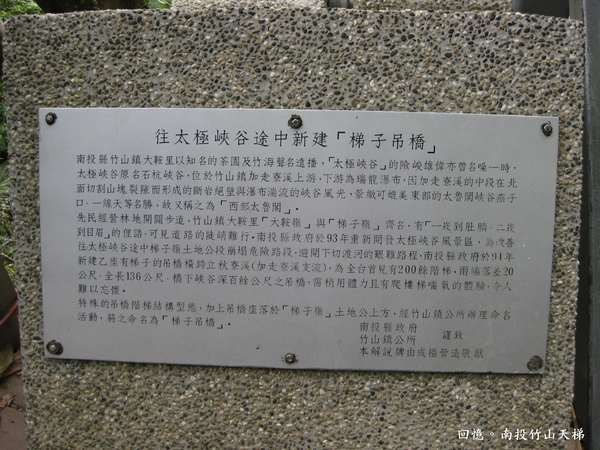 往太極峽谷途中新建「梯子吊橋」
南投縣竹山鎮大鞍里以知名的茶園及竹海聲名遠播,「太極峽谷」的險峻雄偉亦曾名噪一時、
太極峽谷原名石杭峽谷,位於竹山鎮加走寮溪上游,下游為瑞龍瀑布,因加走寮溪的中段在北
面切割山塊,裂隙而形成的斷岩絕壁與瀑布湍流的峽谷風光,景緻可媲美東部的太魯閣峽谷燕子
口、一線天等名勝,故又稱之為「西部太魯閣」。
先民經營林地開闢步道,竹山鎮大鞍里「大鞍嶺」與「梯子嶺」齊名,有「一崁到肚臍,二崁
到目眉」的俚語,可見道路的陡峭難行。南投縣政府於93年重新開發太極峽谷風景區,為改善
往太極峽谷途中梯子嶺土地公段崩塌危險路段,避開下切渡河的艱難路程,南投縣政府於94年
新建乙座有梯子的吊橋橫跨立秋寮溪(加走寮溪支流),為全台首見有200餘階梯、兩端落差20
公尺、全長136公尺、橋下峽谷深百餘公尺之吊橋,需稍用體力且有爬樓梯喘氣的體驗,令人
難以忘懷。
特殊的吊橋階梯結構型態,加上吊橋座落於「梯子嶺」土地公上方,經竹山鎮公所辦理命名
活動,將之命名為「梯子吊橋」。
南投縣政府
竹山鎮公所 謹致
本解說牌由成福營造敬獻
回憶。南投竹山天梯